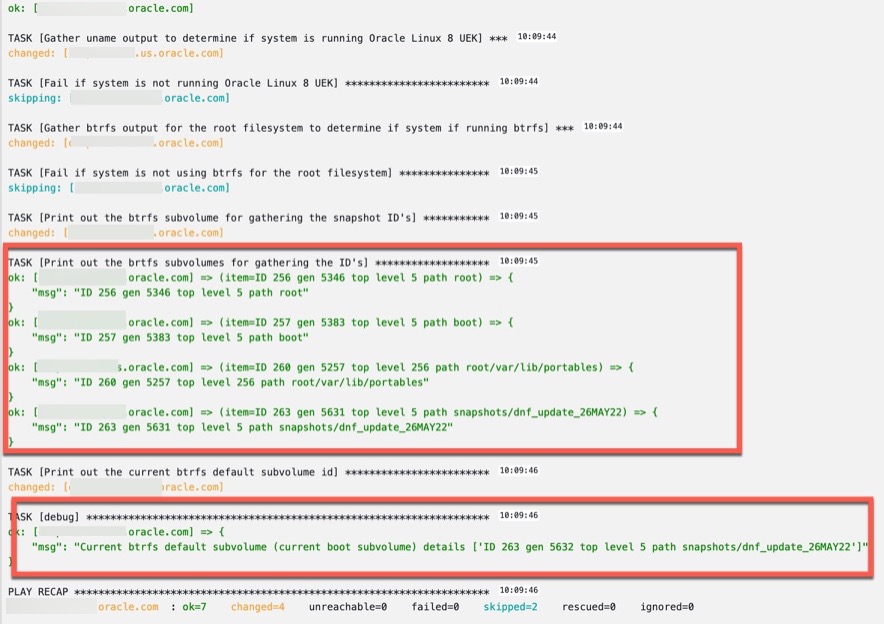 ok: [ oracle.com]
TASK [Gather uname output to determine if system is running Oracle Linux 8 UEK] *** 10:09:44
changed: [ .us.oracle.com]
TASK [Fail if system is not running Oracle Linux 8 UEK] ************************ 10:09:44
skipping: [ oracle.com]
TASK [Gather btrfs output for the root filesystem to determine if system if running btrfs] *** 10:09:44
changed: [ .oracle.com]
TASK [Fail if system is not using btrfs for the root filesystem] *************** 10:09:45
skipping: [ oracle.com]
TASK [Print out the btrfs subvolume for gathering the snapshot ID's] *********** 10:09:45
changed: [ .oracle.com]
TASK [Print out the brtfs subvolumes for gathering the ID's] ******************* 10:09:45
ok: [ oracle.com] => (item=ID 256 gen 5346 top level 5 path root) => {
"msg": "ID 256 gen 5346 top level 5 path root"
}
ok: [ oracle.com] => (item=ID 257 gen 5383 top level 5 path boot) => {
"msg": "ID 257 gen 5383 top level 5 path boot"
}
ok: [ s.oracle.com] => (item=ID 260 gen 5257 top level 256 path root/var/lib/portables) => {
"msg": "ID 260 gen 5257 top level 256 path root/var/lib/portables"
}
ok: [ oracle.com] => (item=ID 263 gen 5631 top level 5 path snapshots/dnf_update_26MAY22) => {
"msg": "ID 263 gen 5631 top level 5 path snapshots/dnf_update_26MAY22"
}
TASK [Print out the current btrfs default subvolume id] ************************ 10:09:46
changed: [ oracle.com]
TASK [debug] ******************************************************************* 10:09:46
ok: [ oracle.com] => {
"msg": "Current btrfs default subvolume (current boot subvolume) details ['ID 263 gen 5632 top level 5 path snapshots/dnf_update_26MAY22']"
}
PLAY RECAP ********************************************************************* 10:09:46
oracle.com : ok=7 changed=4 unreachable=0 failed=0 skipped=2 rescued=0 ignored=0